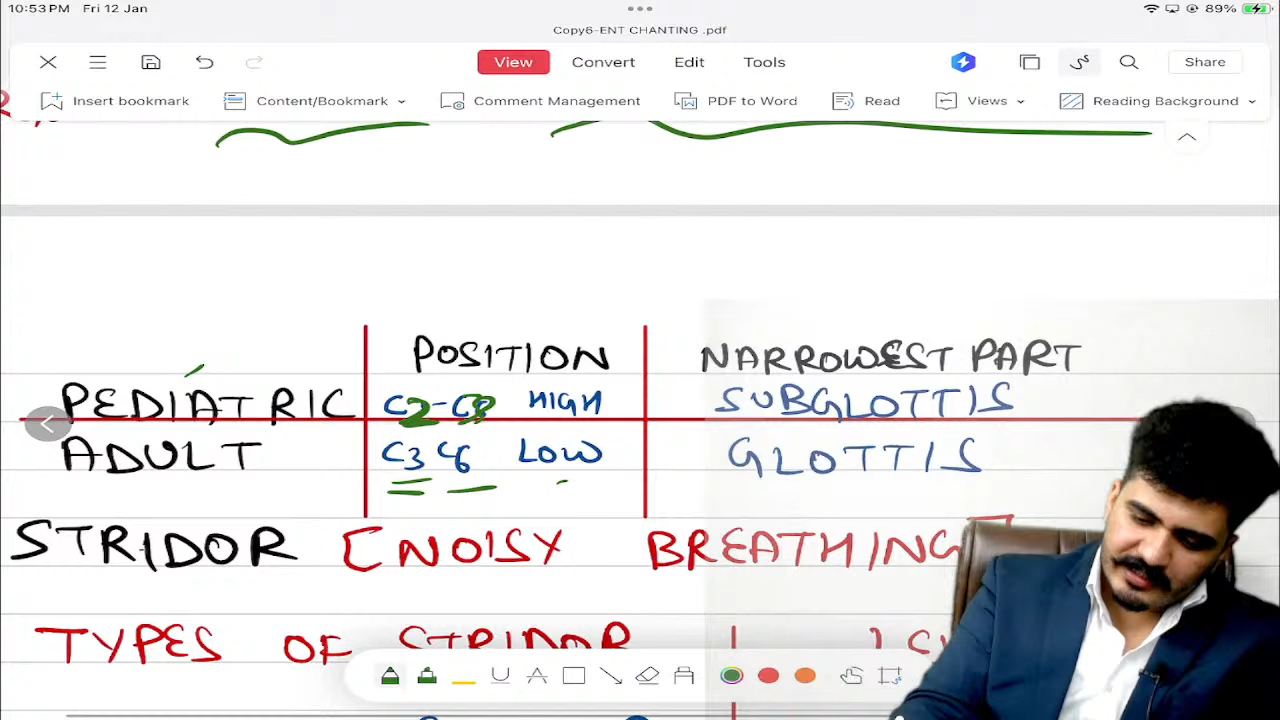 10:53 PM Fri 12 Jan 89%
Copy6-ENT CHANTING .pdf
View Convert Edit Tools Share
Insert bookmark Content/Bookmark Comment Management PDF to Word Read Views Reading Background
POSITION NARROWEST PART
PEDIATRIC C2- HIGH SUBGLOTTIS
ADULT C3 C6 LOW GLOTTIS
STRIDOR [NOISY BREATHING]
TYPES OF STRIDOR